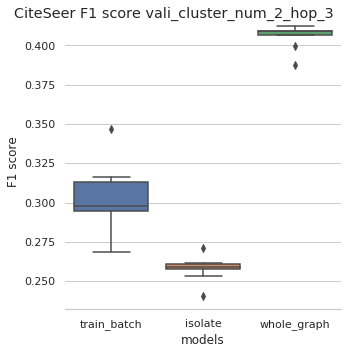 CiteSeer F1 score vali_cluster_num_2_hop_3
0.400
0.375
0.350
0.325
0.300
0.275
0.250
F1 score
train_batch isolate whole_graph
models